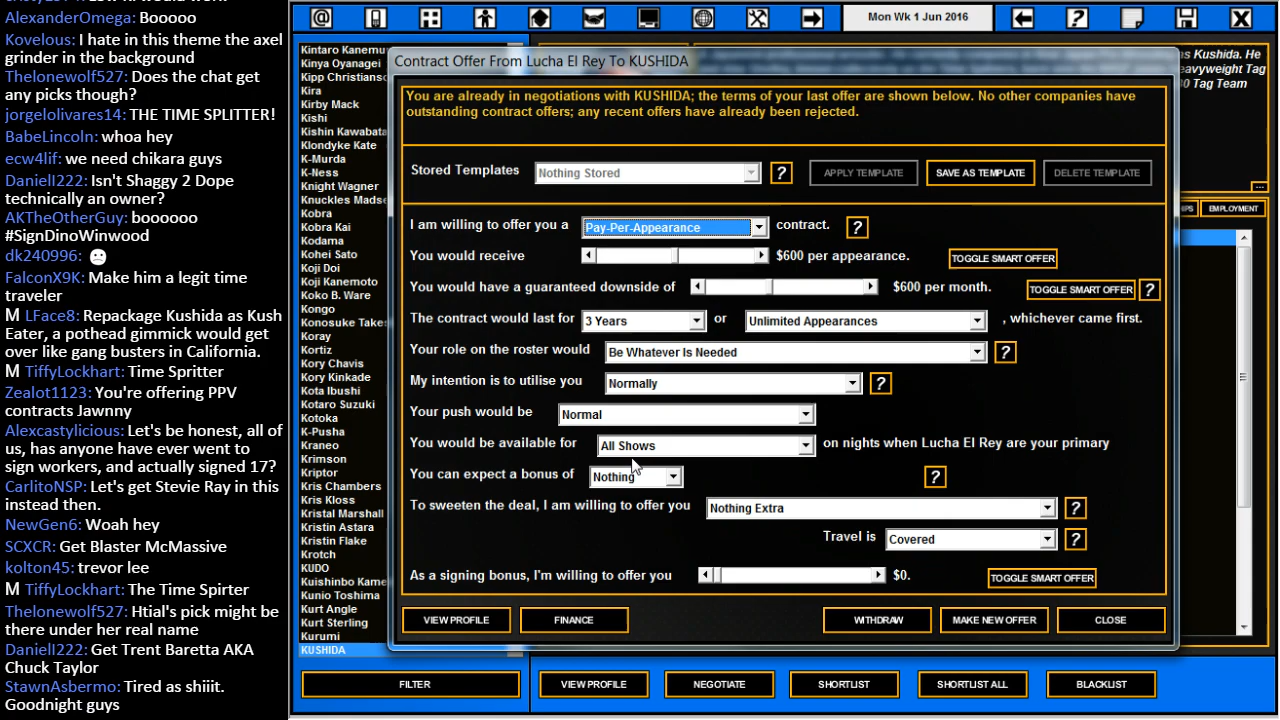 AlexanderOmega: Booooo
Kovelous: I hate in this theme the axel
grinder in the background
Thelonewolf527: Does the chat get
any picks though?
jorgelolivares14: THE TIME SPLITTER!
BabeLincoln: whoa hey
ecw4lif: we need chikara guys
DanielI222: Isn't Shaggy 2 Dope
technically an owner?
AKTheOtherGuy: boooooo
#SignDinoWinwood
dk240996:
FalconX9K: Make him a legit time
traveler
M LFace8: Repackage Kushida as Kush
Eater, a pothead gimmick would get
over like gang busters in California.
M TiffyLockhart: Time Spritter
Zealot1123: You're offering PPV
contracts Jawnny
Alexcastylicious: Let's be honest, all of
us, has anyone have ever went to
sign workers, and actually signed 17?
CarlitoNSP: Let's get Stevie Ray in this
instead then.
NewGen6: Woah hey
SCXCR: Get Blaster McMassive
kolton45: trevor lee
M TiffyLockhart: The Time Spirter
Thelonewolf527: Htial's pick might be
there under her real name
DanielI222: Get Trent Baretta AKA
Chuck Taylor
StawnAsbermo: Tired as shiiit.
Goodnight guys
Mon Wk 1 Jun 2016
Kintaro Kanemu
Kinya Oyanagei
Kipp Christians
Kira
Kirby Mack
Kishi
Kishin Kawabata
Klondyke Kate
K-Murda
K-Ness
Knight Wagner
Knuckles Madse
Kobra
Kobra Kai
Kodama
Kohei Sato
Koji Doi
Koji Kanemoto
Koko B. Ware
Kongo
Konosuke Takes
Koray
Kortiz
Kory Chavis
Kory Kinkade
Kota Ibushi
Kotaro Suzuki
Kotoka
K-Pusha
Kraneo
Krimson
Kriptor
Kris Chambers
Kris Kloss
Kristal Marshall
Kristin Astara
Kristin Flake
Krotch
KUDO
Kuishinbo Kame
Kunio Toshima
Kurt Angle
Kurt Sterling
Kurumi
KUSHIDA
FILTER
Contract Offer From Lucha El Rey To KUSHIDA
You are already in negotiations with KUSHIDA; the terms of your last offer are shown below. No other companies have
outstanding contract offers; any recent offers have already been rejected.
Stored Templates Nothing Stored ? APPLY TEMPLATE SAVE AS TEMPLATE DELETE TEMPLATE
I am willing to offer you a Pay-Per-Appearance contract. ?
You would receive $600 per appearance. TOGGLE SMART OFFER
You would have a guaranteed downside of $600 per month. TOGGLE SMART OFFER ?
The contract would last for 3 Years or Unlimited Appearances , whichever came first.
Your role on the roster would Be Whatever Is Needed ?
My intention is to utilise you Normally ?
Your push would be Normal
You would be available for All Shows on nights when Lucha El Rey are your primary
You can expect a bonus of Nothing ?
To sweeten the deal, I am willing to offer you Nothing Extra ?
Travel is Covered ?
As a signing bonus, I'm willing to offer you $0. TOGGLE SMART OFFER
VIEW PROFILE FINANCE WITHDRAW MAKE NEW OFFER CLOSE
s Kushida. He
eavyweight Tag
Tag Team
...
EMPLOYMENT
VIEW PROFILE NEGOTIATE SHORTLIST SHORTLIST ALL BLACKLIST